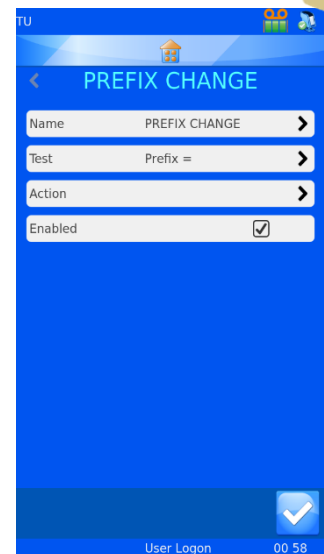 TU
PREFIX CHANGE
Name PREFIX CHANGE
Test Prefix =
Action
Enabled
User Logon 00 58